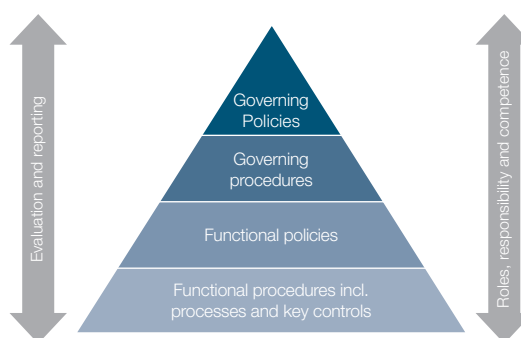 Evaluation and reporting
Governing
Policies
Governing
procedures
Functional policies
Functional procedures incl.
processes and key controls
Roles, responsibility and competence